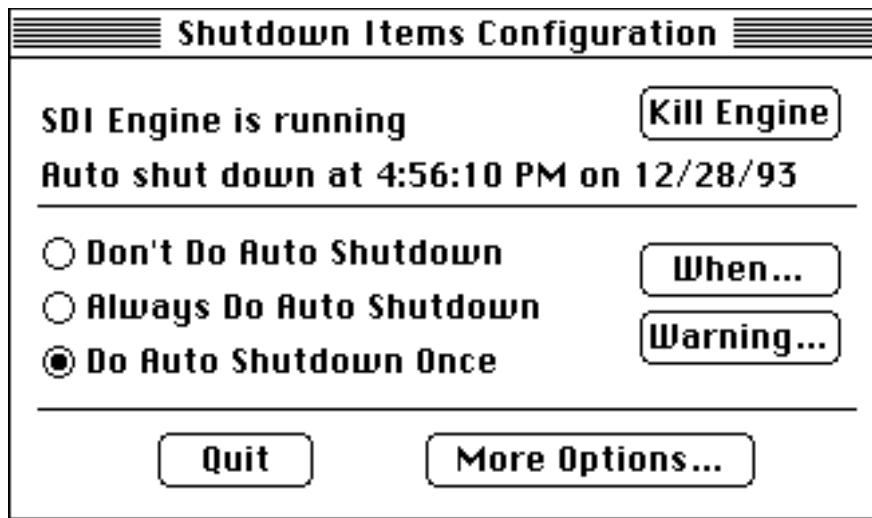 Shutdown Items Configuration
SDI Engine is running
Kill Engine
Auto shut down at 4:56:10 PM on 12/28/93
Don't Do Auto Shutdown
Always Do Auto Shutdown
Do Auto Shutdown Once
When...
Warning...
Quit
More Options...